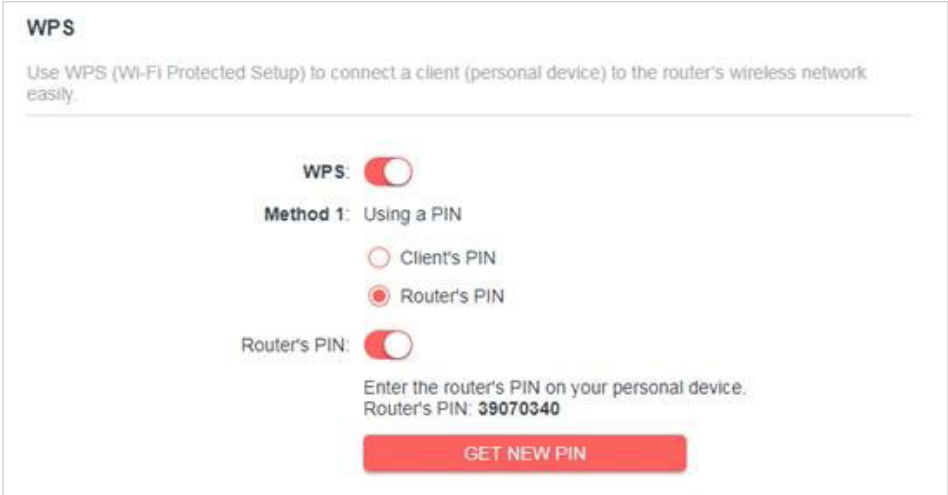 WPS
Use WPS (Wi-Fi Protected Setup) to connect a client (personal device) to the router's wireless network
easily.
WPS:
Method 1: Using a PIN
Client's PIN
Router's PIN
Router's PIN:
Enter the router's PIN on your personal device.
Router's PIN: 39070340
GET NEW PIN